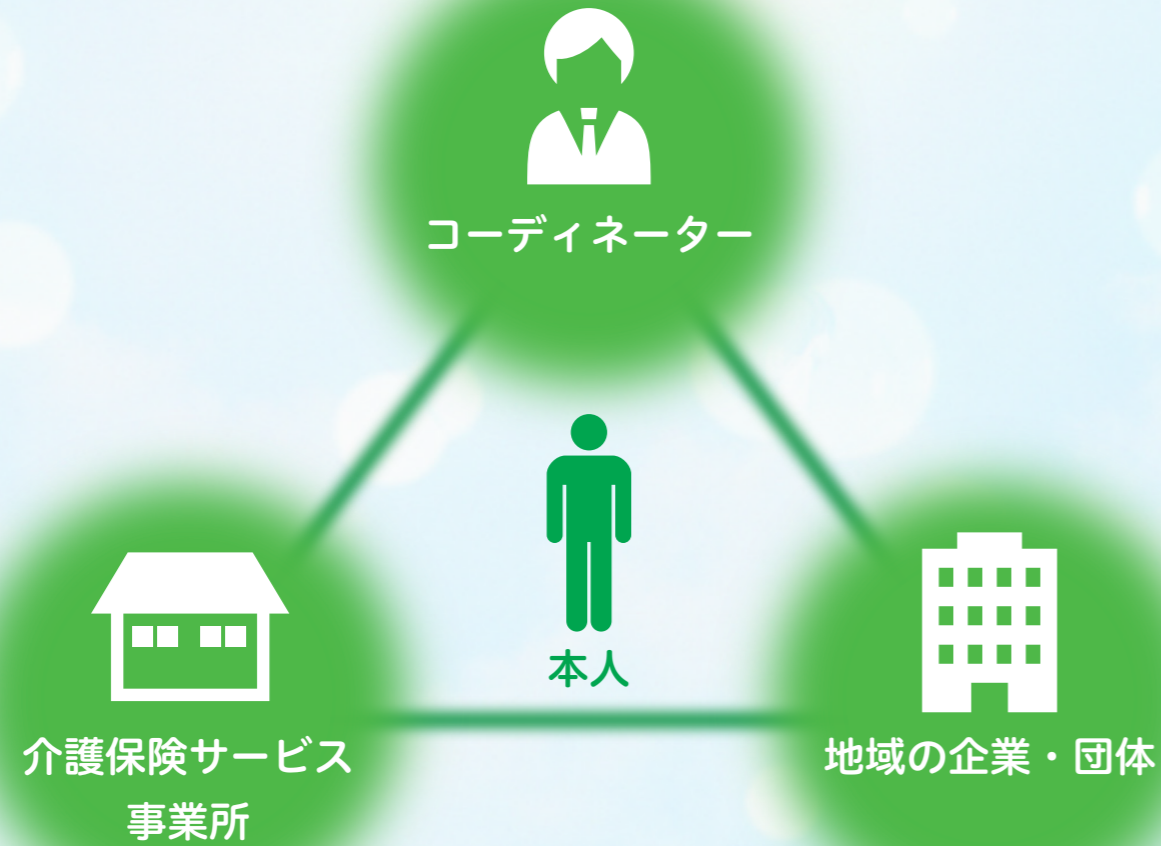 コーディネーター
本人
介護保険サービス
事業所
地域の企業・団体